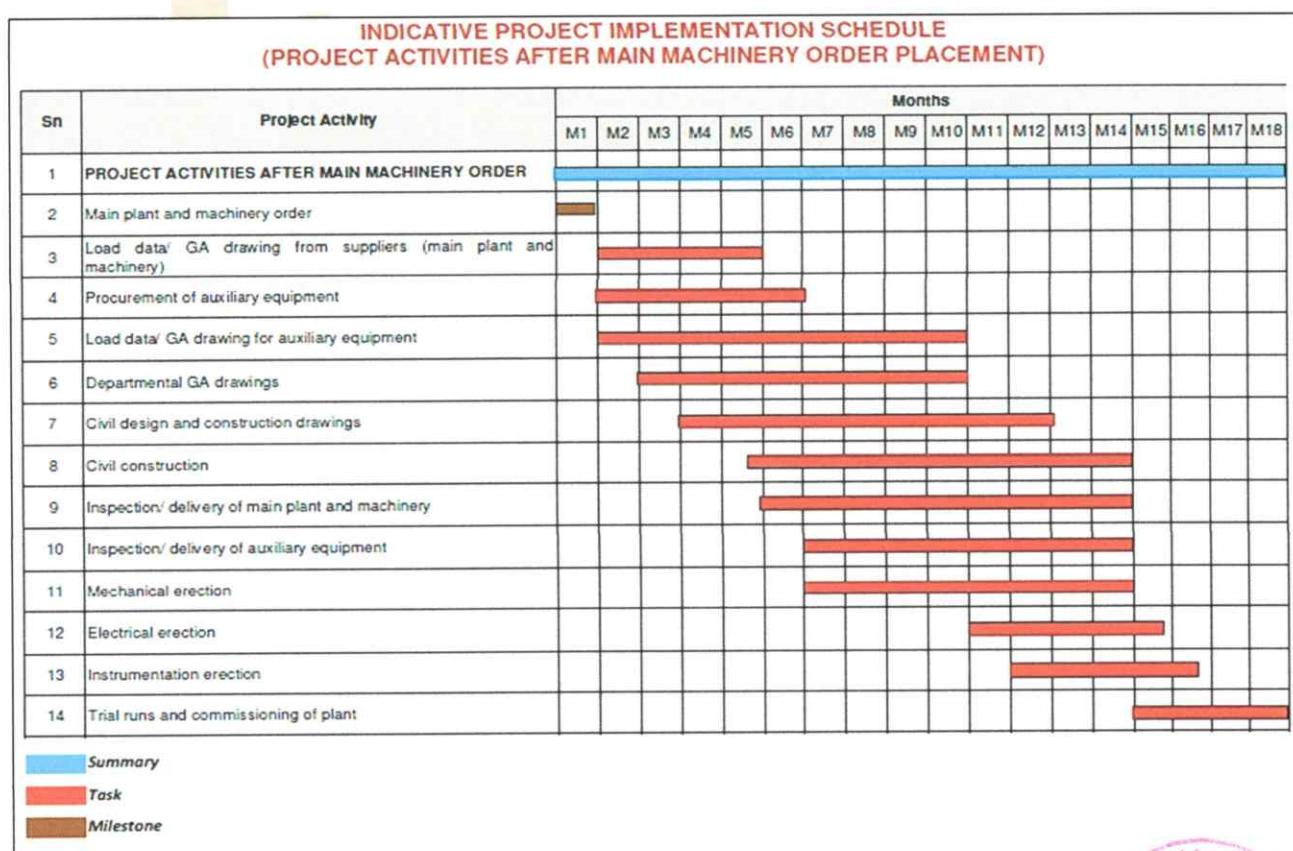 INDICATIVE PROJECT IMPLEMENTATION SCHEDULE
(PROJECT ACTIVITIES AFTER MAIN MACHINERY ORDER PLACEMENT)
Sn Project Activity Months
M1 M2 M3 M4 M5 M6 M7 M8 M9 M10 M11 M12 M13 M14 M15 M16 M17 M18
1 PROJECT ACTIVITIES AFTER MAIN MACHINERY ORDER
2 Main plant and machinery order
3 Load data/ GA drawing from suppliers (main plant and
machinery)
4 Procurement of auxiliary equipment
5 Load data/ GA drawing for auxiliary equipment
6 Departmental GA drawings
7 Civil design and construction drawings
8 Civil construction
9 Inspection/ delivery of main plant and machinery
10 Inspection/ delivery of auxiliary equipment
11 Mechanical erection
12 Electrical erection
13 Instrumentation erection
14 Trial runs and commissioning of plant
Summary
Task
Milestone